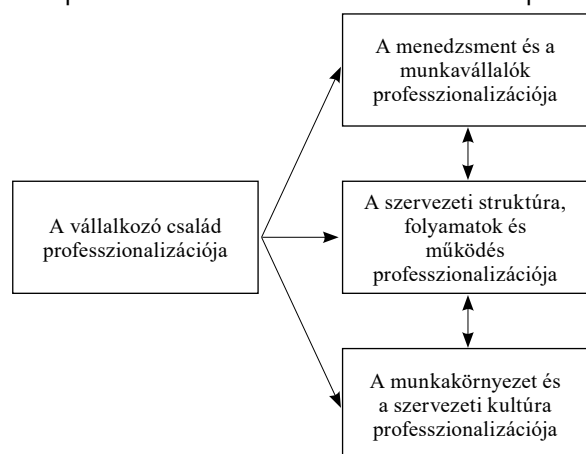 A menedzsment és a
munkavállalók
professzionalizációja
A vállalkozó család
professzionalizációja
A szervezeti struktúra,
folyamatok és
működés
professzionalizációja
A munkakörnyezet és
a szervezeti kultúra
professzionalizációja